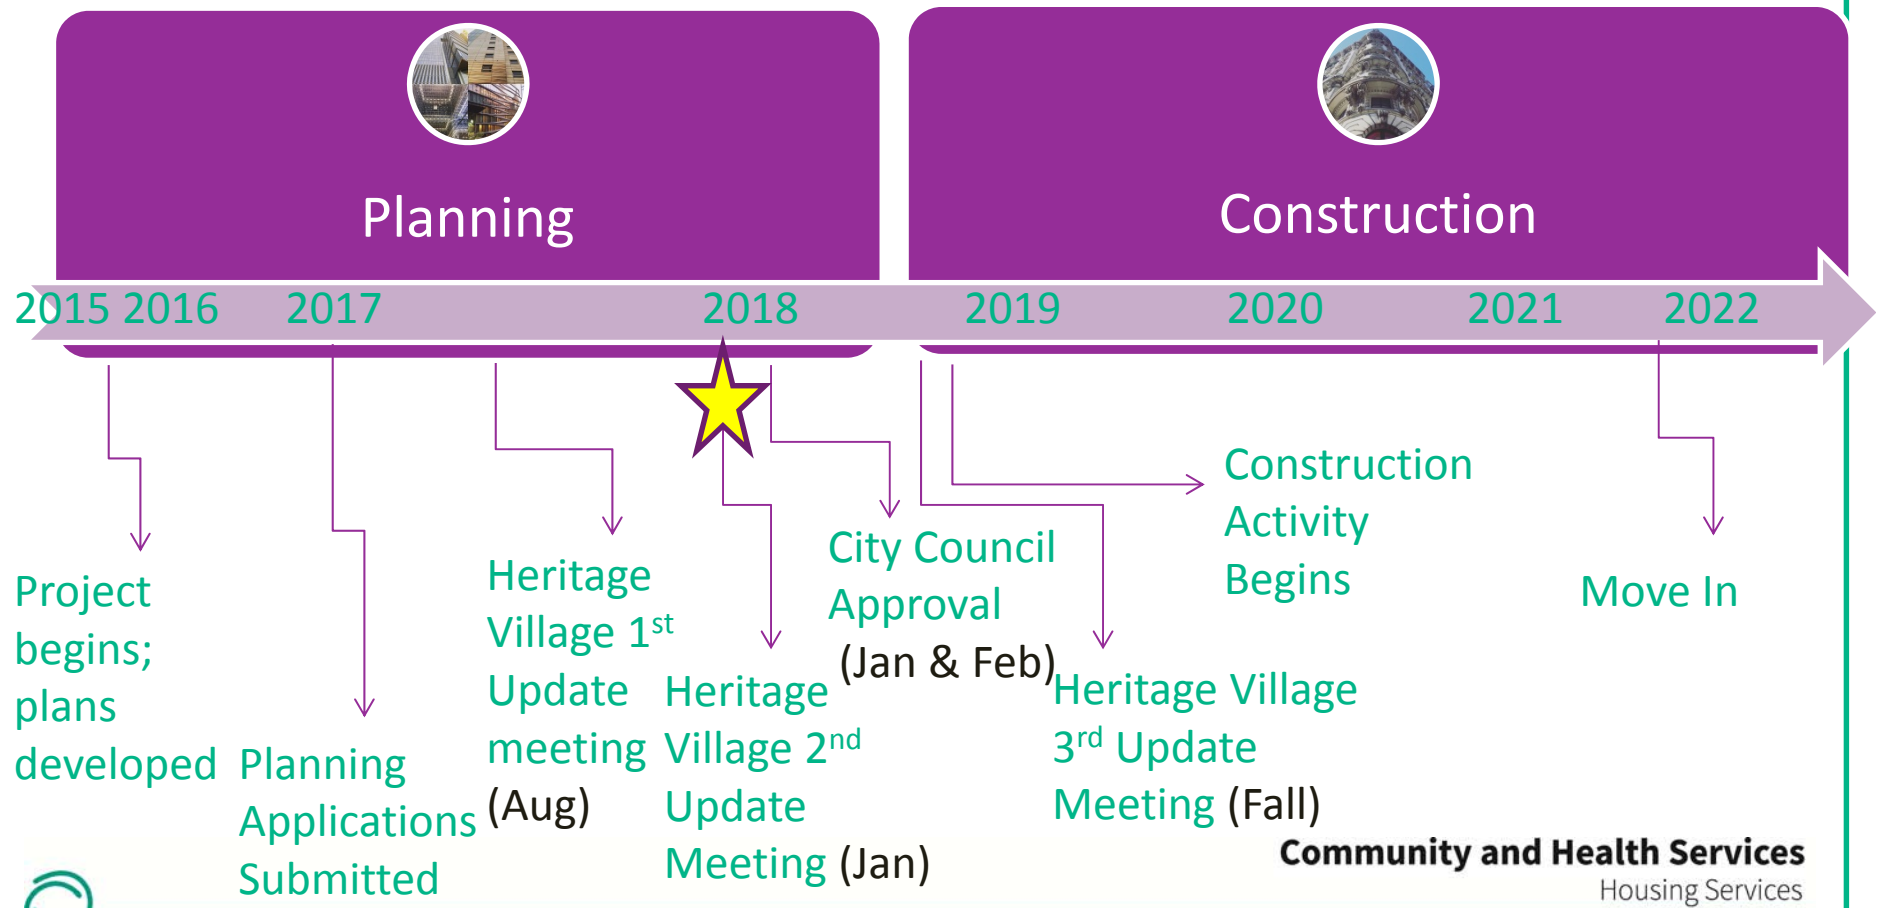 Planning
Construction
2015 2016 2017 2018 2019 2020 2021 2022
Project
begins;
plans
developed
Planning
Applications
Submitted
Heritage
Village 1st
Update
meeting
(Aug)
Heritage
Village 2nd
Update
Meeting (Jan)
City Council
Approval
(Jan & Feb)
Heritage Village
3rd Update
Meeting (Fall)
Construction
Activity
Begins
Move In
Community and Health Services
Housing Services